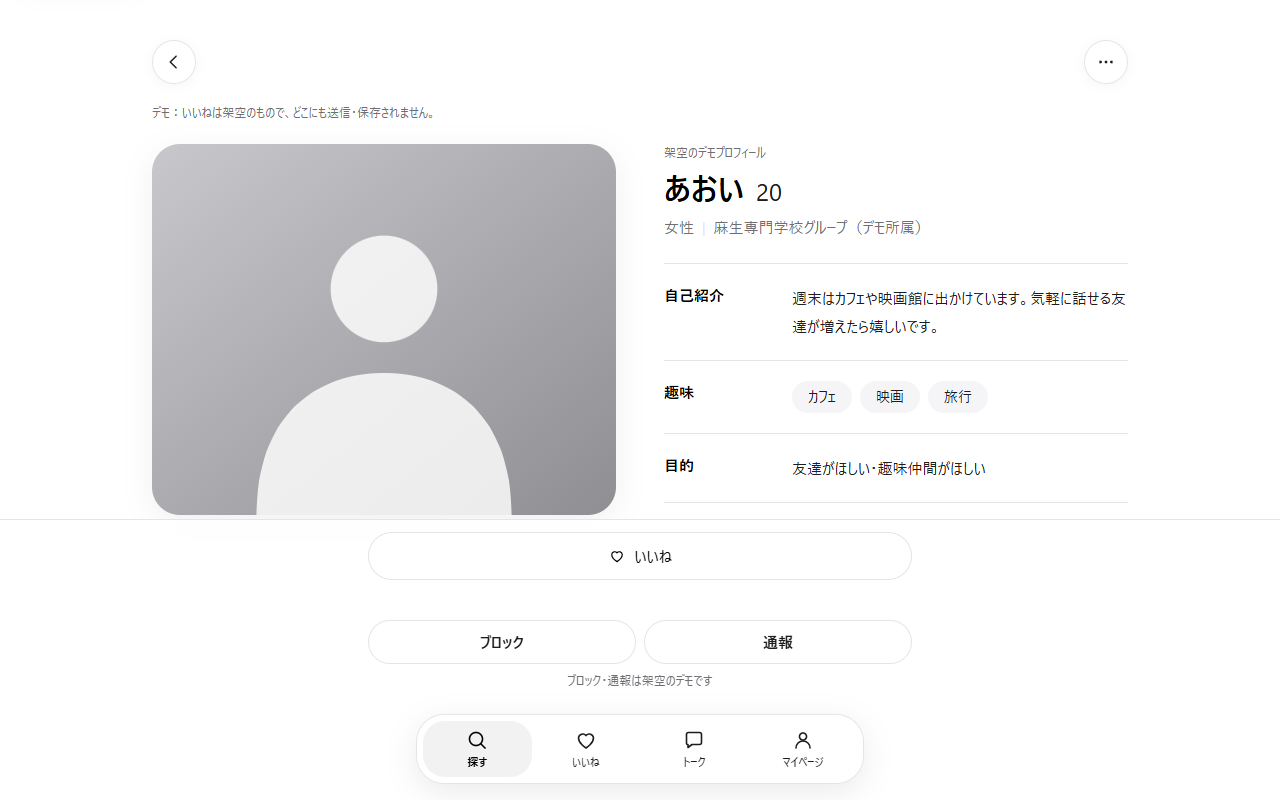 デモ：いいねは架空のもので、どこにも送信・保存されません。
架空のデモプロフィール
あおい 20
女性 | 麻生専門学校グループ（デモ所属）
自己紹介
週末はカフェや映画館に出かけています。気軽に話せる友
達が増えたら嬉しいです。
趣味
カフェ 映画 旅行
目的
友達がほしい・趣味仲間がほしい
いいね
ブロック 通報
ブロック・通報は架空のデモです
探す いいね トーク マイページ